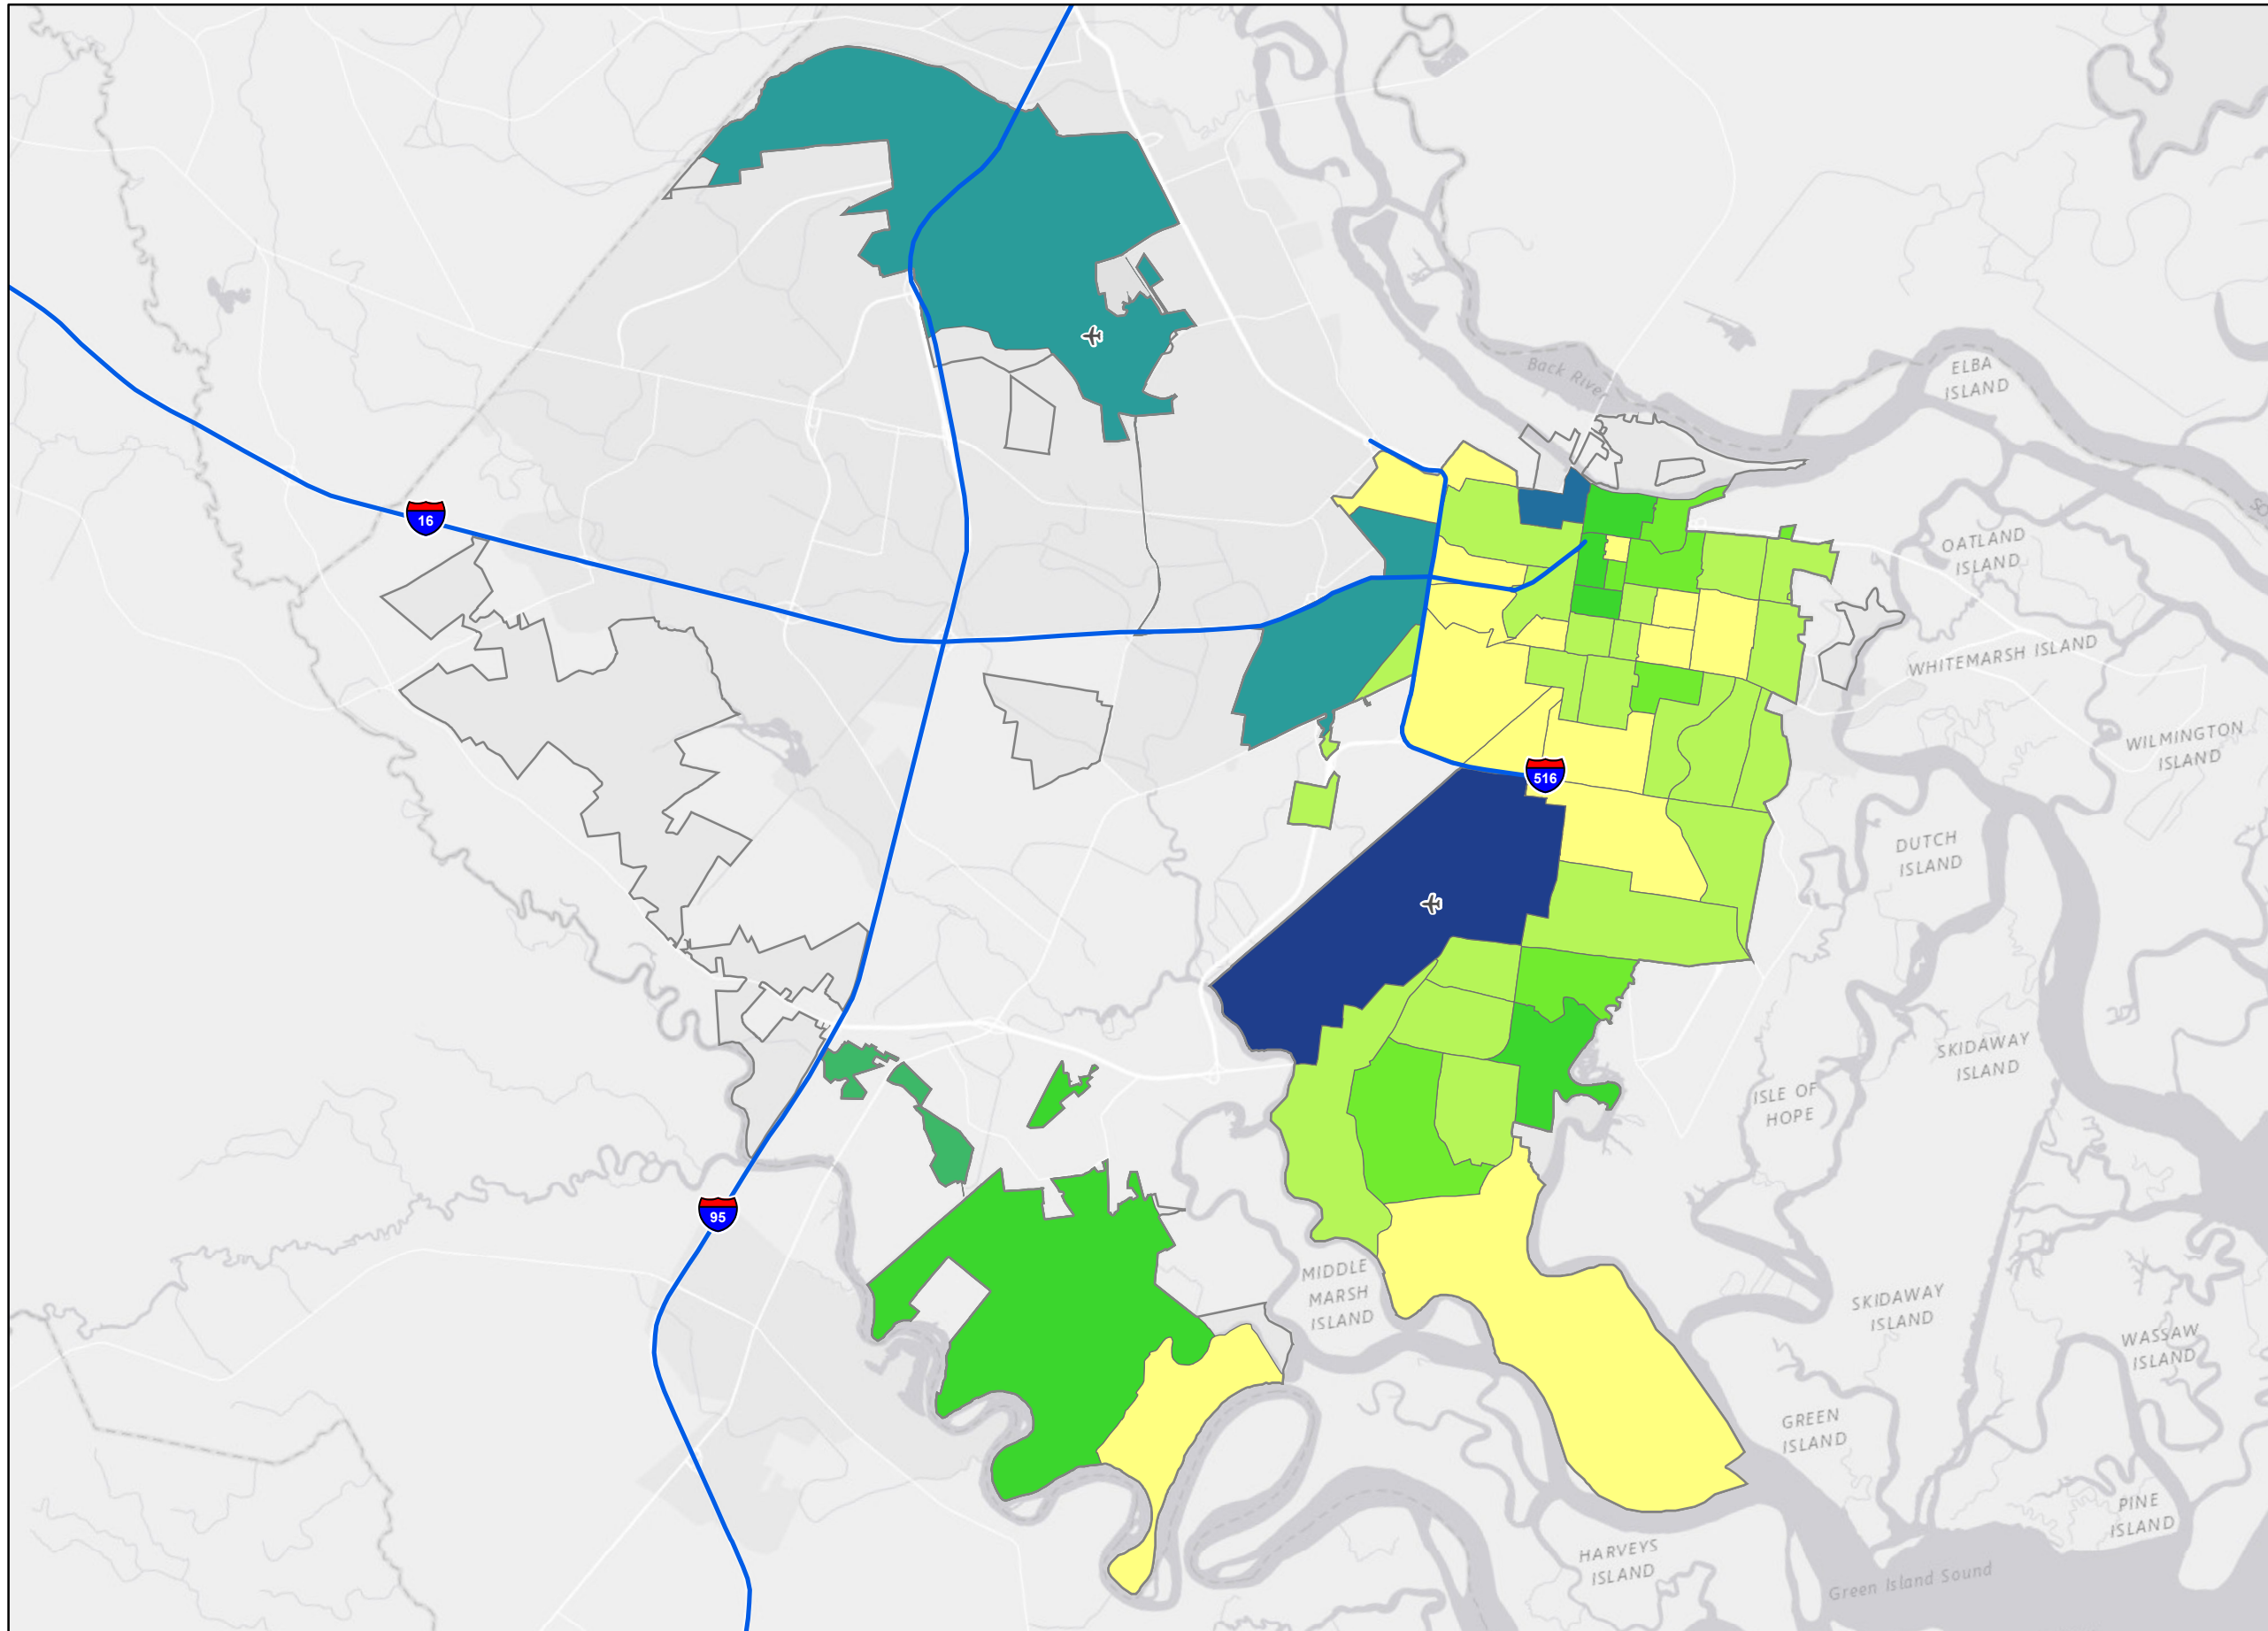 Back River
ELBA
ISLAND
16
SO
OATLAND
ISLAND
WHITEMARSH ISLAND
WILMINGTON
ISLAND
516
DUTCH
ISLAND
SKIDAWAY
ISLAND
ISLE OF
HOPE
95
MIDDLE
MARSH
ISLAND
SKIDAWAY
ISLAND
WASSAW
ISLAND
GREEN
ISLAND
PINE
ISLAND
HARVEYS
ISLAND
Green Island Sound